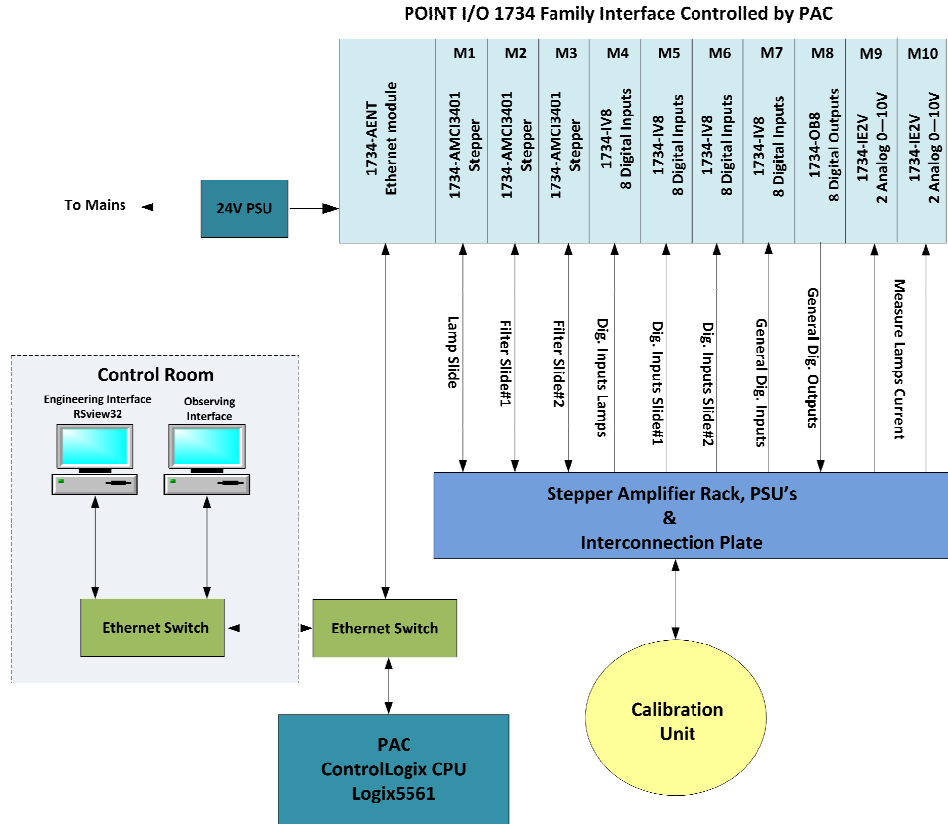 POINT I/O 1734 Family Interface Controlled by PAC
1734-AENT
Ethernet module
M1
1734-AMCI3401
Stepper
M2
1734-AMCI3401
Stepper
M3
1734-AMCI3401
Stepper
M4
1734-IV8
8 Digital Inputs
M5
1734-IV8
8 Digital Inputs
M6
1734-IV8
8 Digital Inputs
M7
1734-IV8
8 Digital Inputs
M8
1734-OB8
8 Digital Outputs
M9
1734-IE2V
2 Analog 0—10V
M10
1734-IE2V
2 Analog 0—10V
To Mains
24V PSU
Lamp Slide
Filter Slide#1
Filter Slide#2
Dig. Inputs Lamps
Dig. Inputs Slide#1
Dig. Inputs Slide#2
General Dig. Inputs
General Dig. Outputs
Measure Lamps Current
Control Room
Engineering Interface
RSview32
Observing
Interface
Ethernet Switch
Ethernet Switch
Stepper Amplifier Rack, PSU's
&
Interconnection Plate
Calibration
Unit
PAC
ControlLogix CPU
Logix5561